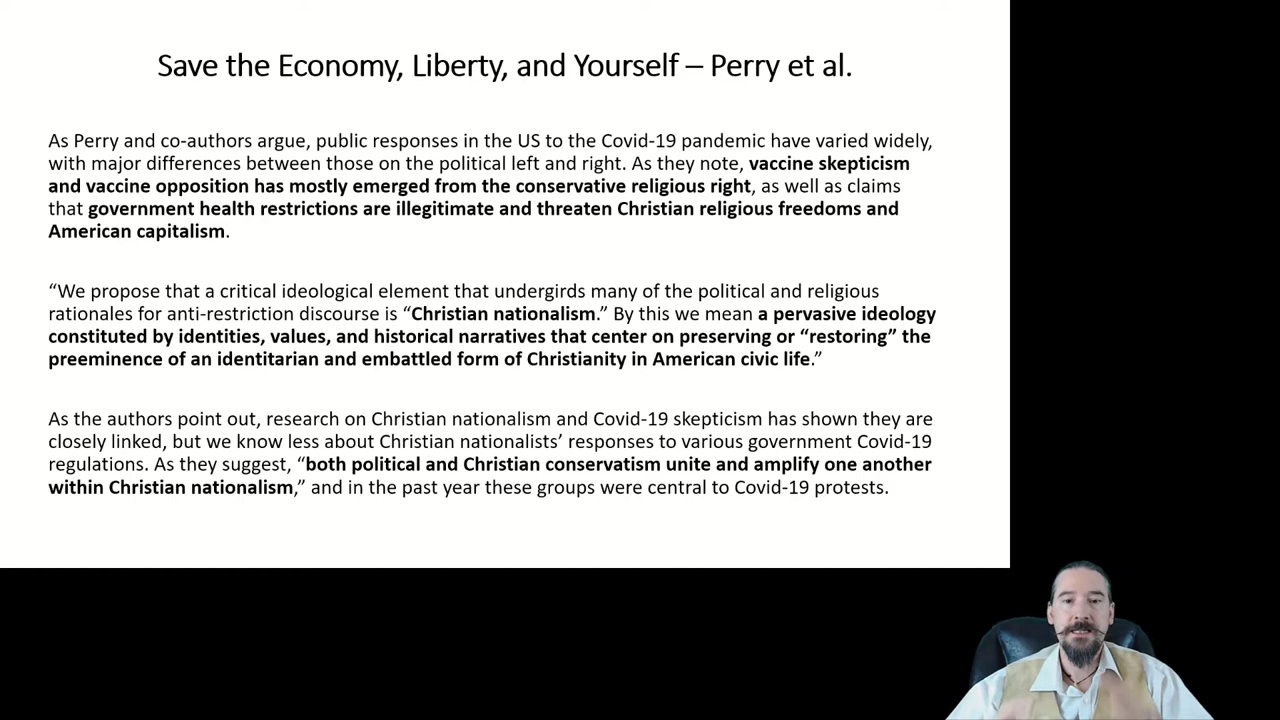 Save the Economy, Liberty, and Yourself – Perry et al.
As Perry and co-authors argue, public responses in the US to the Covid-19 pandemic have varied widely,
with major differences between those on the political left and right. As they note, vaccine skepticism
and vaccine opposition has mostly emerged from the conservative religious right, as well as claims
that government health restrictions are illegitimate and threaten Christian religious freedoms and
American capitalism.
“We propose that a critical ideological element that undergirds many of the political and religious
rationales for anti-restriction discourse is “Christian nationalism.” By this we mean a pervasive ideology
constituted by identities, values, and historical narratives that center on preserving or “restoring” the
preeminence of an identitarian and embattled form of Christianity in American civic life.”
As the authors point out, research on Christian nationalism and Covid-19 skepticism has shown they are
closely linked, but we know less about Christian nationalists’ responses to various government Covid-19
regulations. As they suggest, “both political and Christian conservatism unite and amplify one another
within Christian nationalism,” and in the past year these groups were central to Covid-19 protests.